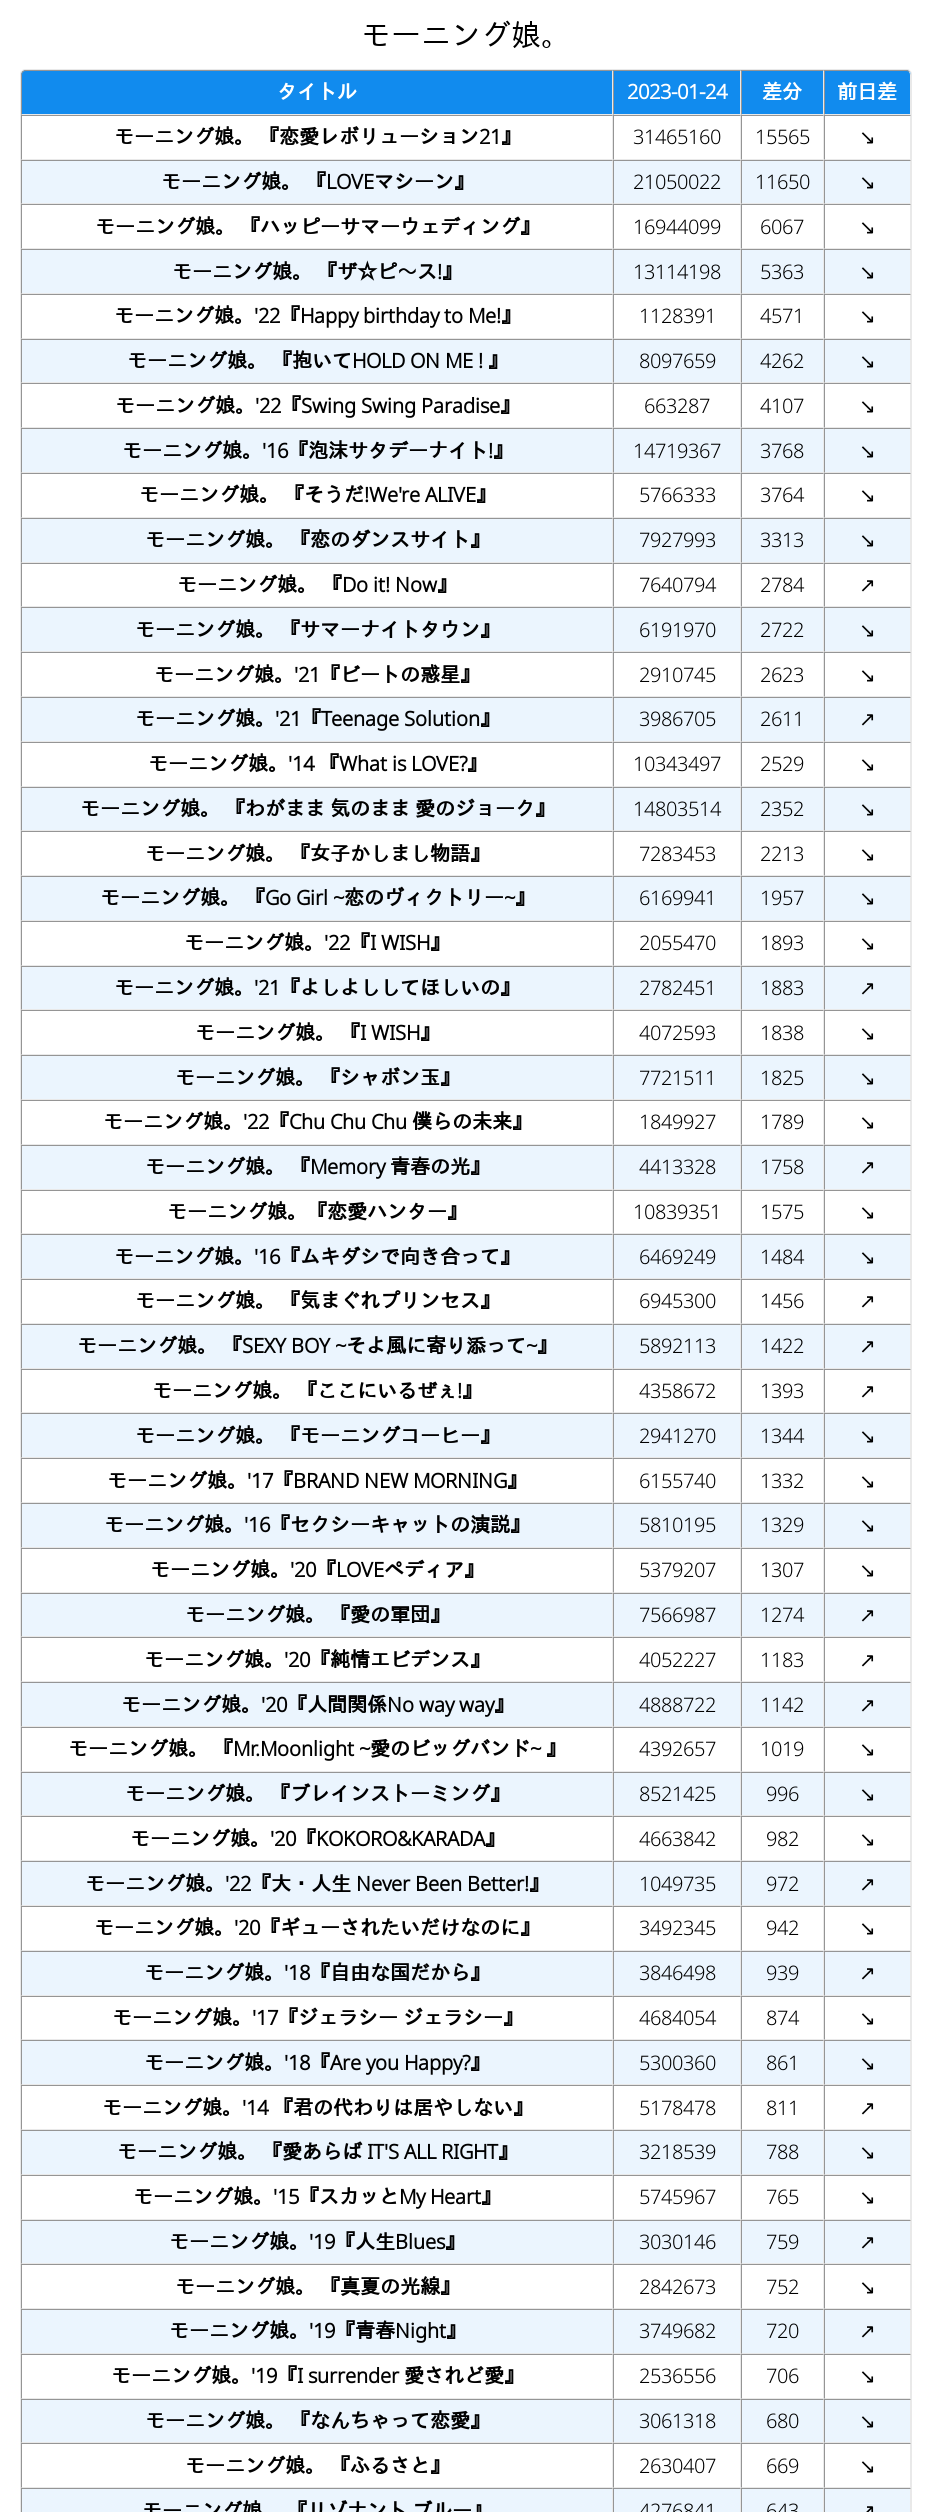 モーニング娘。
タイトル 2023-01-24 差分 前日差
モーニング娘。 『恋愛レボリューション21』 31465160 15565 ↘
モーニング娘。 『LOVEマシーン』 21050022 11650 ↘
モーニング娘。 『ハッピーサマーウェディング』 16944099 6067 ↘
モーニング娘。 『ザ☆ピ〜ス!』 13114198 5363 ↘
モーニング娘。'22『Happy birthday to Me!』 1128391 4571 ↘
モーニング娘。 『抱いてHOLD ON ME ! 』 8097659 4262 ↘
モーニング娘。'22『Swing Swing Paradise』 663287 4107 ↘
モーニング娘。'16『泡沫サタデーナイト!』 14719367 3768 ↘
モーニング娘。 『そうだ!We're ALIVE』 5766333 3764 ↘
モーニング娘。 『恋のダンスサイト』 7927993 3313 ↘
モーニング娘。 『Do it! Now』 7640794 2784 ↗
モーニング娘。 『サマーナイトタウン』 6191970 2722 ↘
モーニング娘。'21『ビートの惑星』 2910745 2623 ↘
モーニング娘。'21『Teenage Solution』 3986705 2611 ↗
モーニング娘。'14 『What is LOVE?』 10343497 2529 ↘
モーニング娘。 『わがまま 気のまま 愛のジョーク』 14803514 2352 ↘
モーニング娘。 『女子かしまし物語』 7283453 2213 ↘
モーニング娘。 『Go Girl ~恋のヴィクトリー~』 6169941 1957 ↘
モーニング娘。'22『I WISH』 2055470 1893 ↘
モーニング娘。'21『よしよししてほしいの』 2782451 1883 ↗
モーニング娘。 『I WISH』 4072593 1838 ↘
モーニング娘。 『シャボン玉』 7721511 1825 ↘
モーニング娘。'22『Chu Chu Chu 僕らの未来』 1849927 1789 ↘
モーニング娘。 『Memory 青春の光』 4413328 1758 ↗
モーニング娘。『恋愛ハンター』 10839351 1575 ↘
モーニング娘。'16『ムキダシで向き合って』 6469249 1484 ↘
モーニング娘。 『気まぐれプリンセス』 6945300 1456 ↗
モーニング娘。 『SEXY BOY ~そよ風に寄り添って~』 5892113 1422 ↗
モーニング娘。 『ここにいるぜぇ!』 4358672 1393 ↗
モーニング娘。 『モーニングコーヒー』 2941270 1344 ↘
モーニング娘。'17『BRAND NEW MORNING』 6155740 1332 ↘
モーニング娘。'16『セクシーキャットの演説』 5810195 1329 ↘
モーニング娘。'20『LOVEペディア』 5379207 1307 ↘
モーニング娘。 『愛の軍団』 7566987 1274 ↗
モーニング娘。'20『純情エビデンス』 4052227 1183 ↗
モーニング娘。'20『人間関係No way way』 4888722 1142 ↗
モーニング娘。 『Mr.Moonlight ~愛のビッグバンド~ 』 4392657 1019 ↘
モーニング娘。 『ブレインストーミング』 8521425 996 ↘
モーニング娘。'20『KOKORO&KARADA』 4663842 982 ↘
モーニング娘。'22『大・人生 Never Been Better!』 1049735 972 ↗
モーニング娘。'20『ギューされたいだけなのに』 3492345 942 ↘
モーニング娘。'18『自由な国だから』 3846498 939 ↗
モーニング娘。'17『ジェラシー ジェラシー』 4684054 874 ↘
モーニング娘。'18『Are you Happy?』 5300360 861 ↘
モーニング娘。'14 『君の代わりは居やしない』 5178478 811 ↗
モーニング娘。 『愛あらば IT'S ALL RIGHT』 3218539 788 ↘
モーニング娘。'15『スカッとMy Heart』 5745967 765 ↘
モーニング娘。'19『人生Blues』 3030146 759 ↗
モーニング娘。 『真夏の光線』 2842673 752 ↘
モーニング娘。'19『青春Night』 3749682 720 ↗
モーニング娘。'19『I surrender 愛されど愛』 2536556 706 ↘
モーニング娘。 『なんちゃって恋愛』 3061318 680 ↘
モーニング娘。 『ふるさと』 2630407 669 ↘
モーニング娘。 『リゾナント ブルー』 4276841 643 ↗